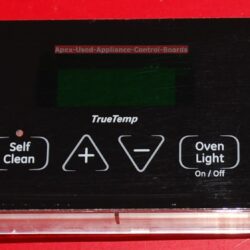 Apex-Used-Appliance-Control-Boards
TrueTemp
Self
Clean
+
−
Oven
Light
On / Off